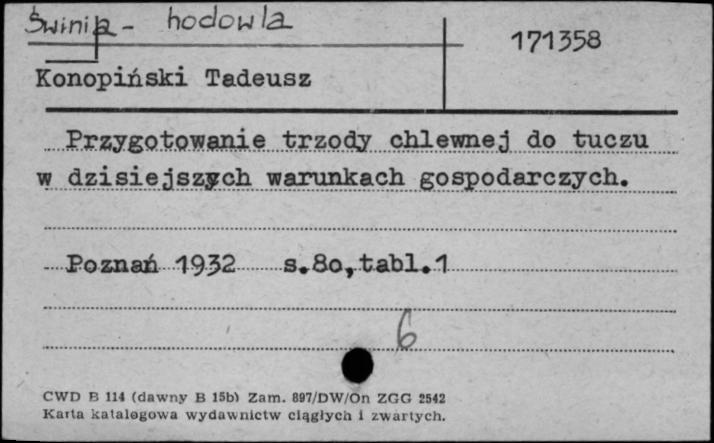 Świnia - hodowla
171358
Konopiński Tadeusz
Przygotowanie trzody chlewnej do tuczu
w dzisiejszych warunkach gospodarczych.
Poznań 1932 s.80,tabl.1
6
CWD B 114 (dawny B 15b) Zam. 897/DW/On ZGG 2542
Karta katalogowa wydawnictw ciągłych i zwartych.